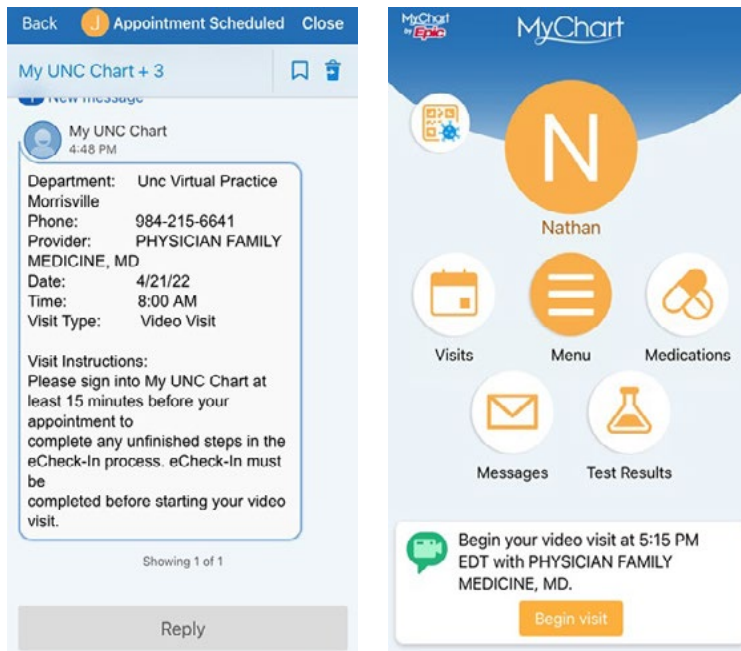 Back J Appointment Scheduled Close
My UNC Chart + 3
New message
My UNC Chart
4:48 PM
Department: Unc Virtual Practice
Morrisville
Phone: 984-215-6641
Provider: PHYSICIAN FAMILY
MEDICINE, MD
Date: 4/21/22
Time: 8:00 AM
Visit Type: Video Visit
Visit Instructions:
Please sign into My UNC Chart at
least 15 minutes before your
appointment to
complete any unfinished steps in the
eCheck-In process. eCheck-In must
be
completed before starting your video
visit.
Showing 1 of 1
Reply
MyChart
by Epic
MyChart
N
Nathan
Visits Menu Medications
Messages Test Results
Begin your video visit at 5:15 PM
EDT with PHYSICIAN FAMILY
MEDICINE, MD.
Begin visit